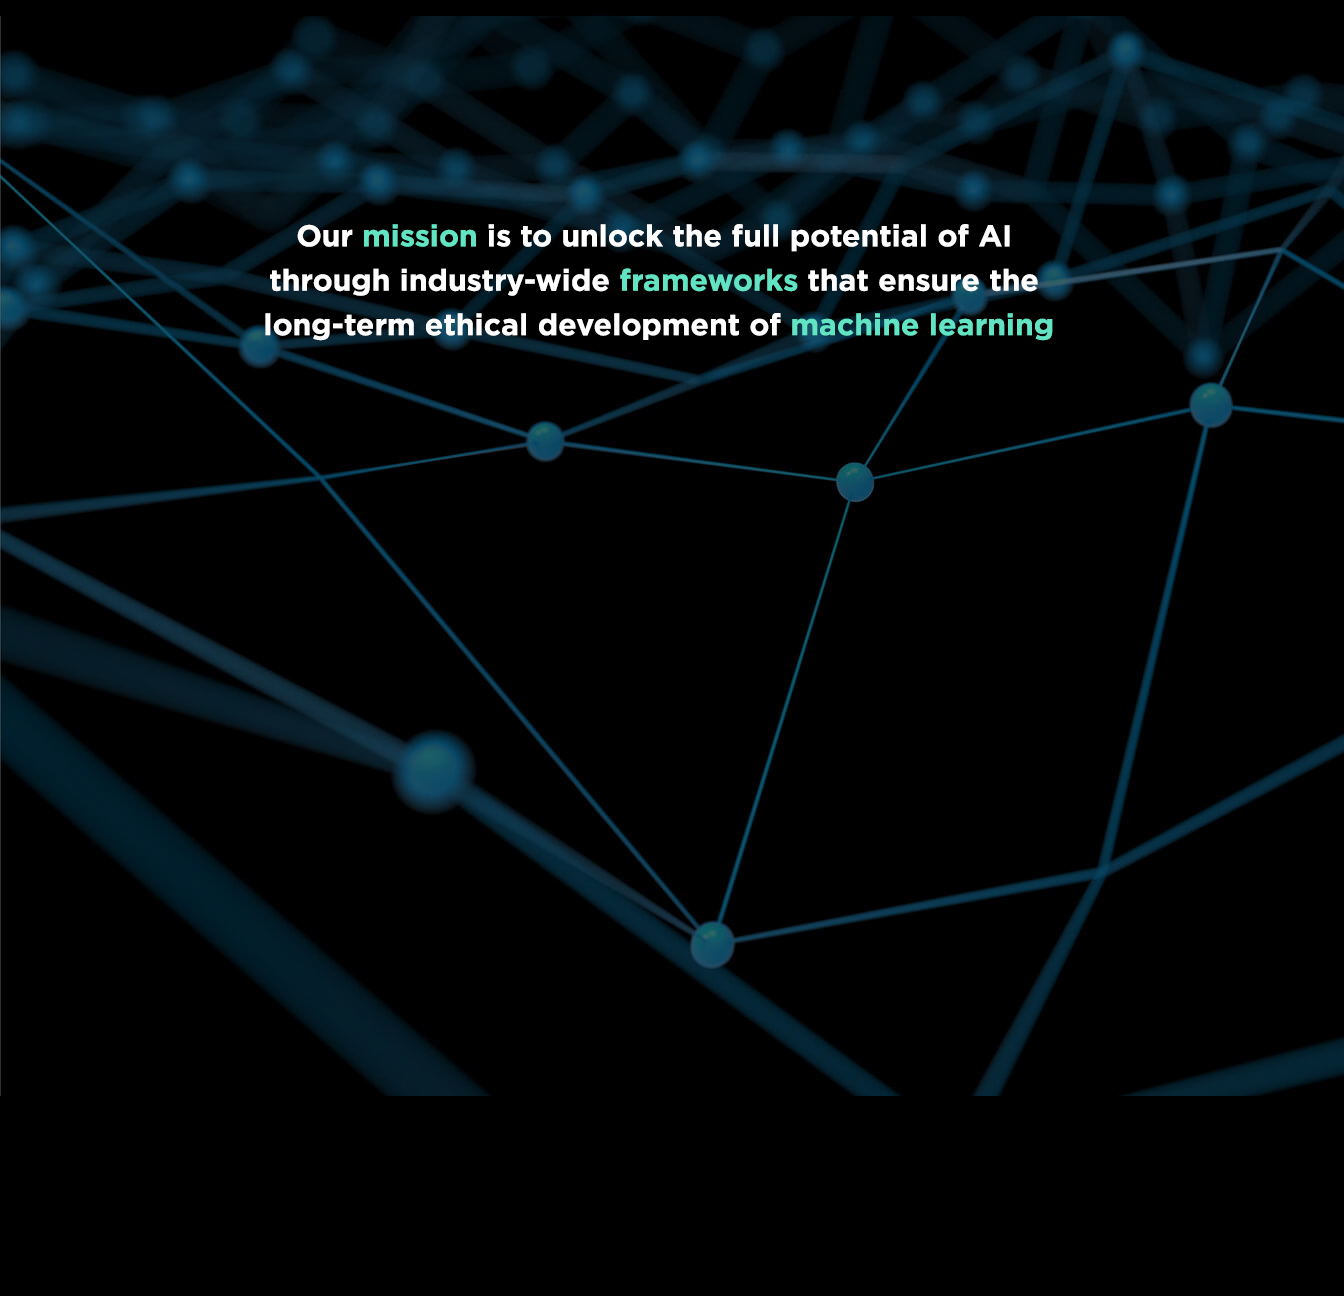 Our mission is to unlock the full potential of AI
through industry-wide frameworks that ensure the
long-term ethical development of machine learning